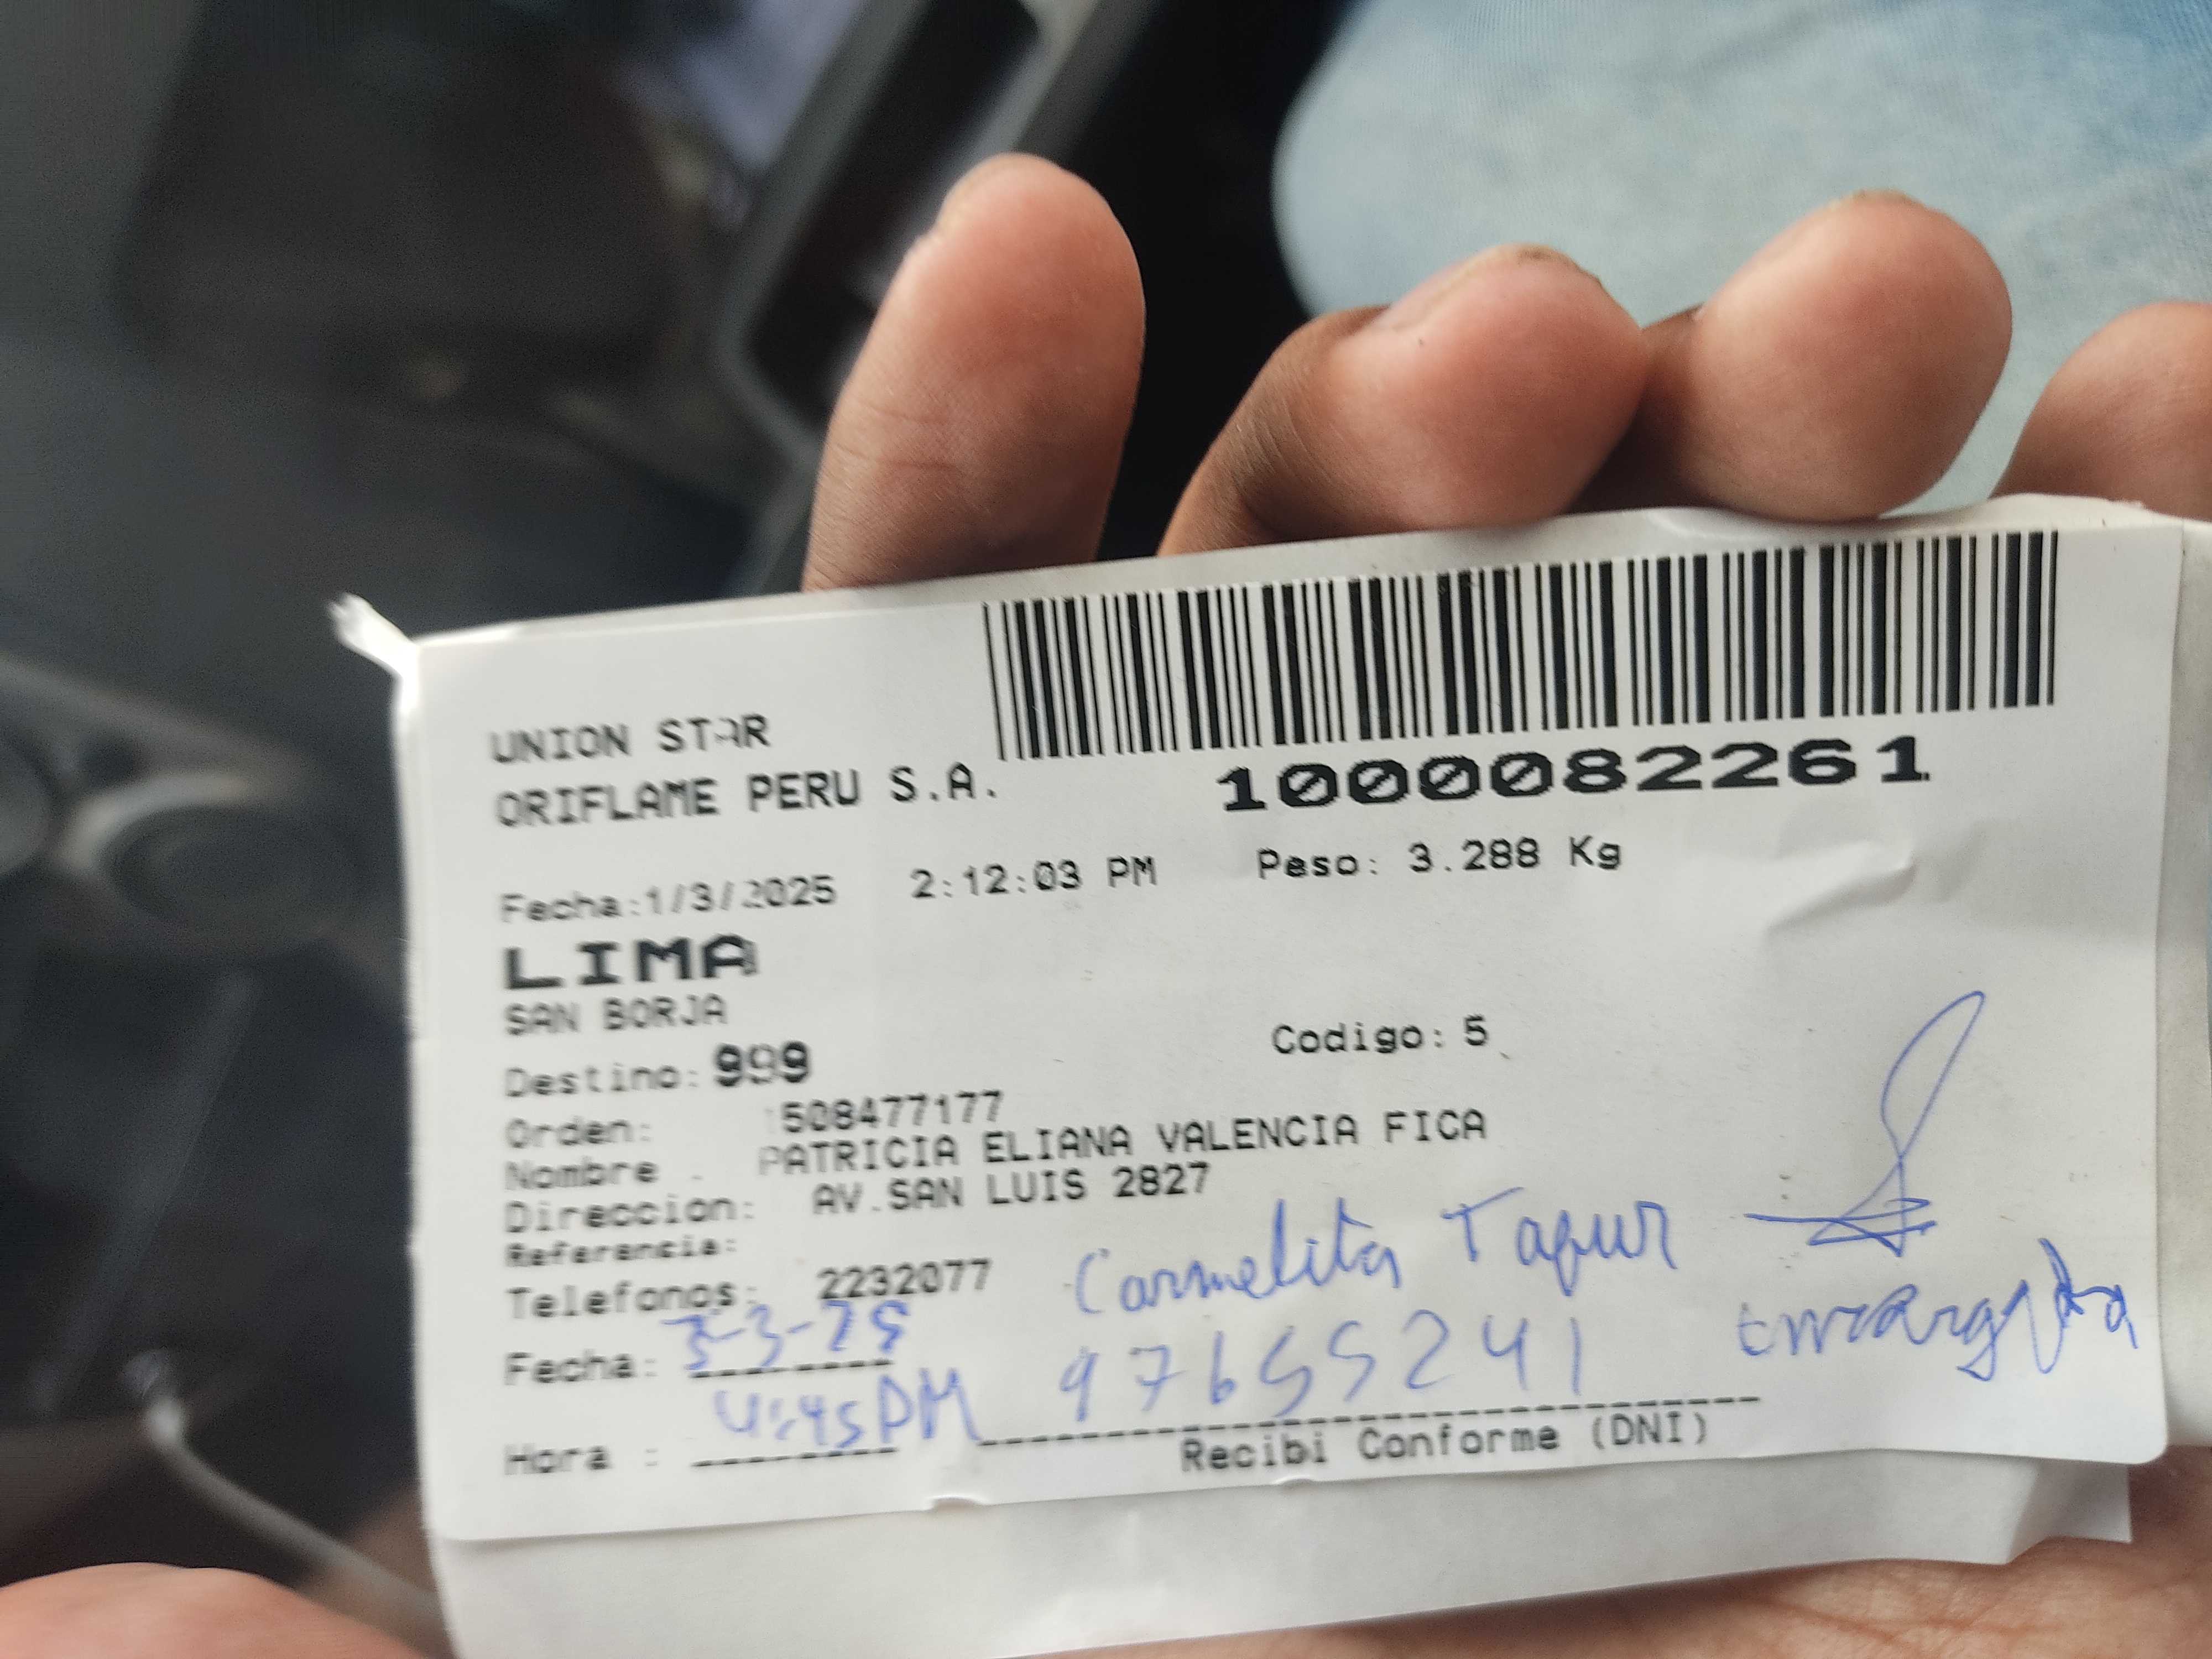 UNION STAR
ORIFLAME PERU S.A.
1000082261
Fecha:1/3/2025 2:12:03 PM Peso: 3.288 Kg
LIMA
SAN BORJA
Destino: 999 Codigo: 5
Orden: 508477177
Nombre : PATRICIA ELIANA VALENCIA FICA
Direccion: AV.SAN LUIS 2827
Referencia:
Telefonos: 2232077 Carmelita Tapur
Fecha: 3-3-25 97655241
Hora : 4:45PM
Recibi Conforme (DNI)